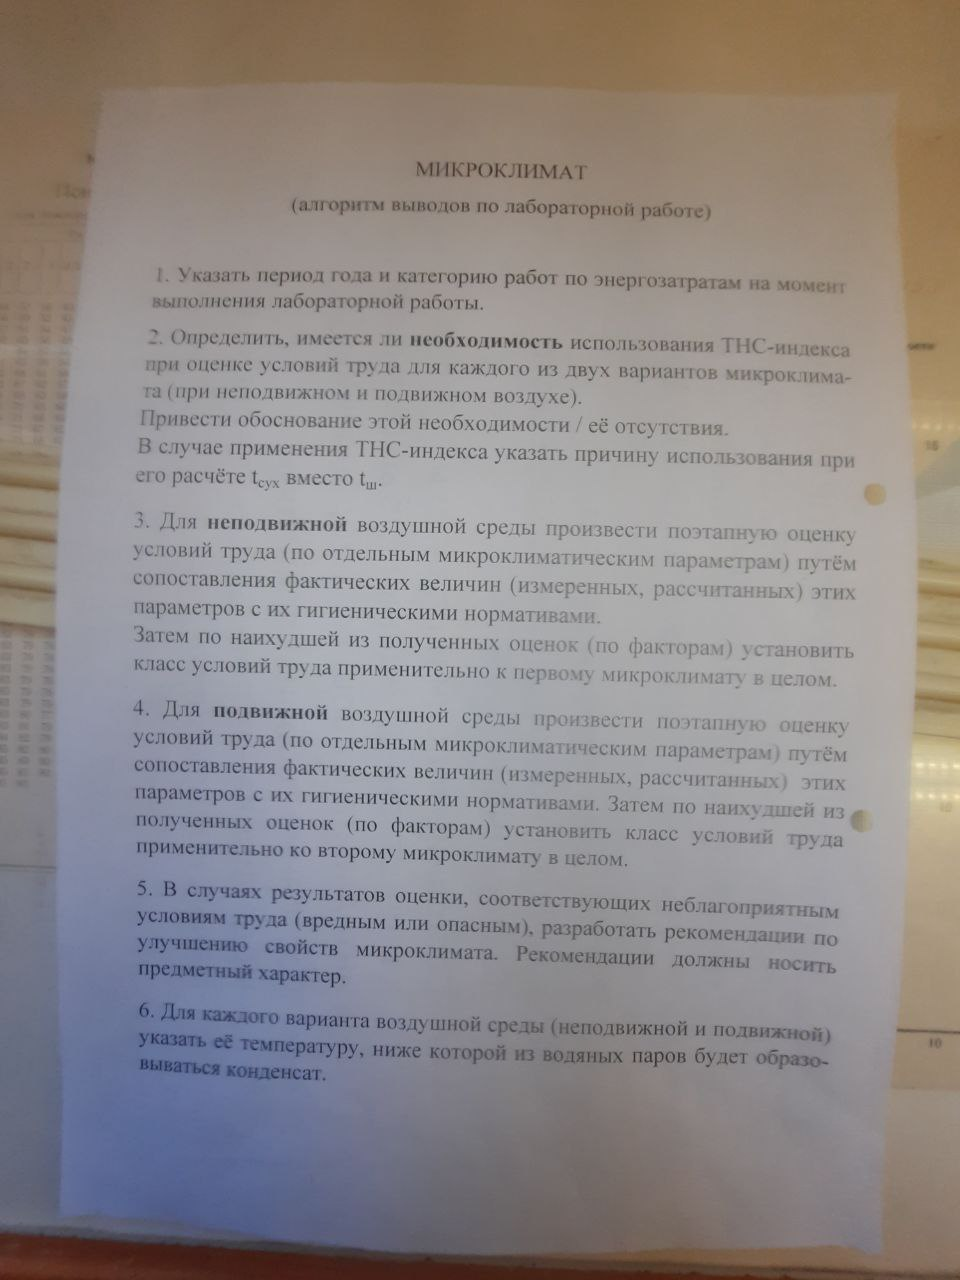 МИКРОКЛИМАТ
(алгоритм выводов по лабораторной работе)
1. Указать период года и категорию работ по энергозатратам на момент
выполнения лабораторной работы.
2. Определить, имеется ли необходимость использования ТНС-индекса
при оценке условий труда для каждого из двух вариантов микроклима-
та (при неподвижном и подвижном воздухе).
Привести обоснование этой необходимости / её отсутствия.
В случае применения ТНС-индекса указать причину использования при
его расчёте tсух вместо tш.
3. Для неподвижной воздушной среды произвести поэтапную оценку
условий труда (по отдельным микроклиматическим параметрам) путём
сопоставления фактических величин (измеренных, рассчитанных) этих
параметров с их гигиеническими нормативами.
Затем по наихудшей из полученных оценок (по факторам) установить
класс условий труда применительно к первому микроклимату в целом.
4. Для подвижной воздушной среды произвести поэтапную оценку
условий труда (по отдельным микроклиматическим параметрам) путём
сопоставления фактических величин (измеренных, рассчитанных) этих
параметров с их гигиеническими нормативами. Затем по наихудшей из
полученных оценок (по факторам) установить класс условий труда
применительно ко второму микроклимату в целом.
5. В случаях результатов оценки, соответствующих неблагоприятным
условиям труда (вредным или опасным), разработать рекомендации по
улучшению свойств микроклимата. Рекомендации должны носить
предметный характер.
6. Для каждого варианта воздушной среды (неподвижной и подвижной)
указать её температуру, ниже которой из водяных паров будет образо-
вываться конденсат.
10